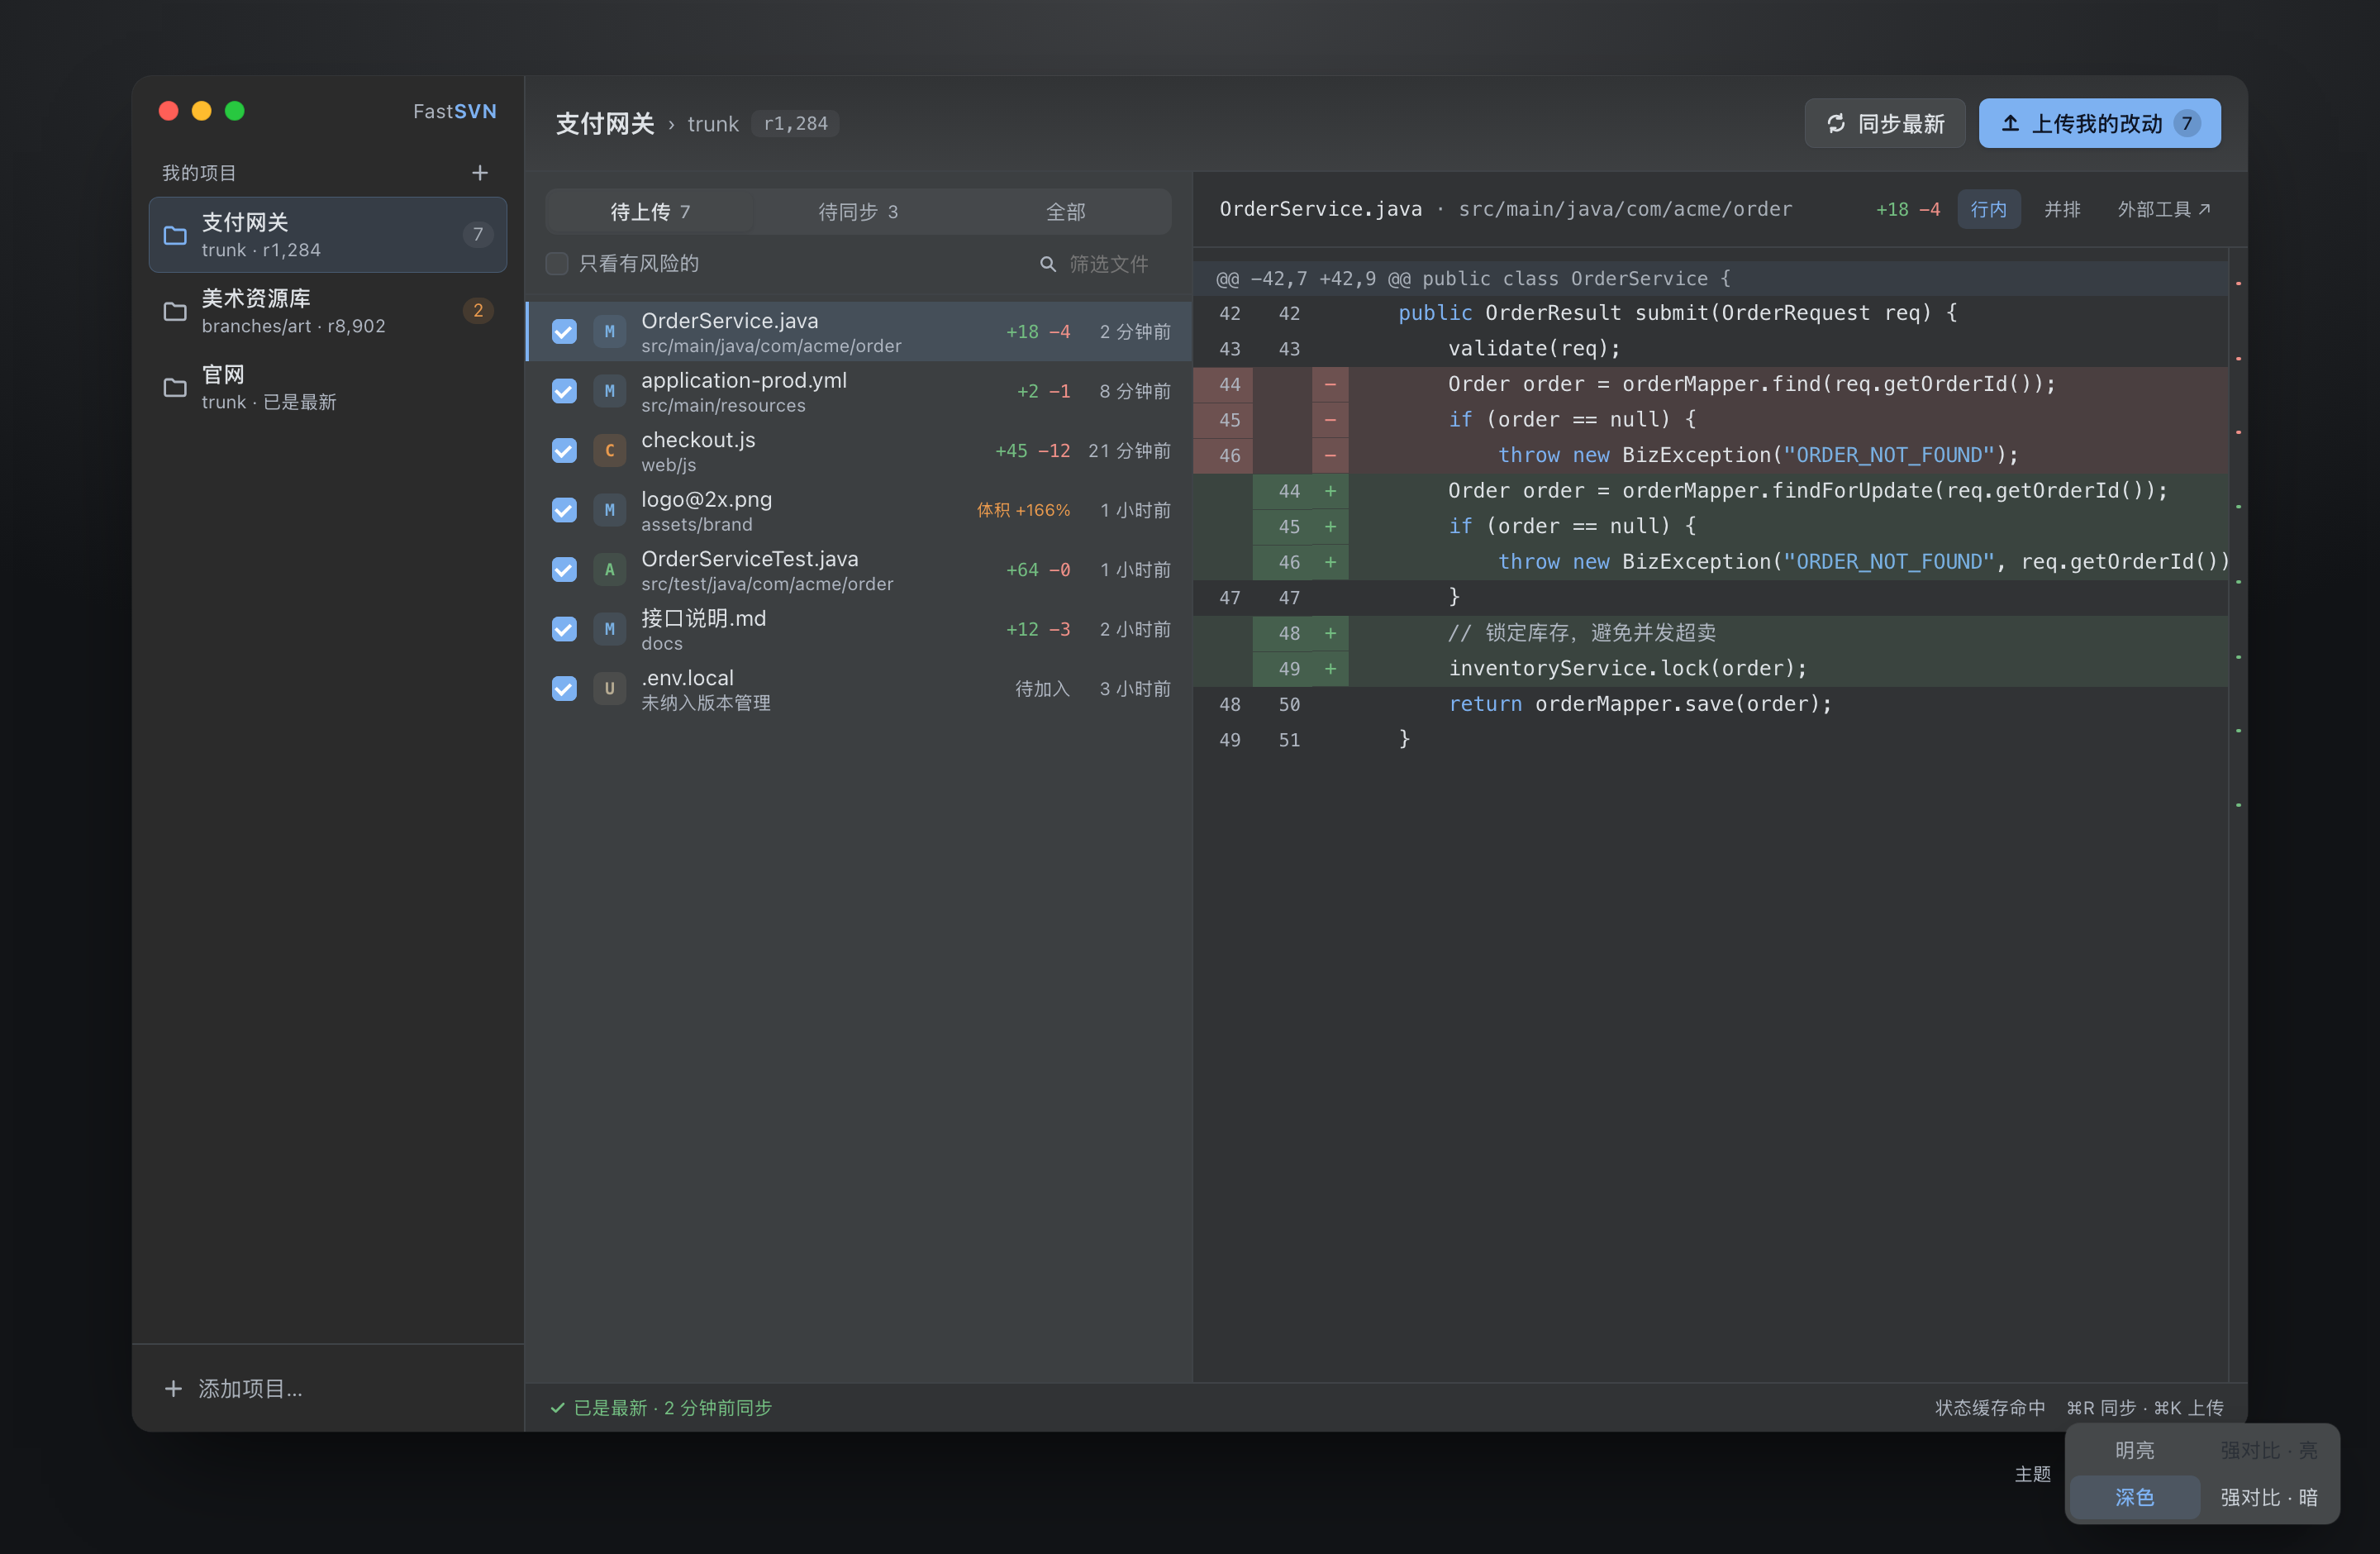 FastSVN
我的项目
支付网关
trunk · r1,284
7
美术资源库
branches/art · r8,902
2
官网
trunk · 已是最新
添加项目...
支付网关 › trunk r1,284
同步最新
上传我的改动 7
待上传 7 待同步 3 全部
只看有风险的 筛选文件
M OrderService.java +18 −4 2 分钟前
src/main/java/com/acme/order
M application-prod.yml +2 −1 8 分钟前
src/main/resources
C checkout.js +45 −12 21 分钟前
web/js
M logo@2x.png 体积 +166% 1 小时前
assets/brand
A OrderServiceTest.java +64 −0 1 小时前
src/test/java/com/acme/order
M 接口说明.md +12 −3 2 小时前
docs
U .env.local 待加入 3 小时前
未纳入版本管理
OrderService.java · src/main/java/com/acme/order +18 −4 行内 并排 外部工具 ↗
@@ −42,7 +42,9 @@ public class OrderService {
42 42 public OrderResult submit(OrderRequest req) {
43 43 validate(req);
44 − Order order = orderMapper.find(req.getOrderId());
45 − if (order == null) {
46 − throw new BizException("ORDER_NOT_FOUND");
44 + Order order = orderMapper.findForUpdate(req.getOrderId());
45 + if (order == null) {
46 + throw new BizException("ORDER_NOT_FOUND", req.getOrderId())
47 47 }
48 + // 锁定库存，避免并发超卖
49 + inventoryService.lock(order);
48 50 return orderMapper.save(order);
49 51 }
已是最新 · 2 分钟前同步
状态缓存命中 ⌘R 同步 · ⌘K 上传
主题
明亮 强对比 · 亮
深色 强对比 · 暗